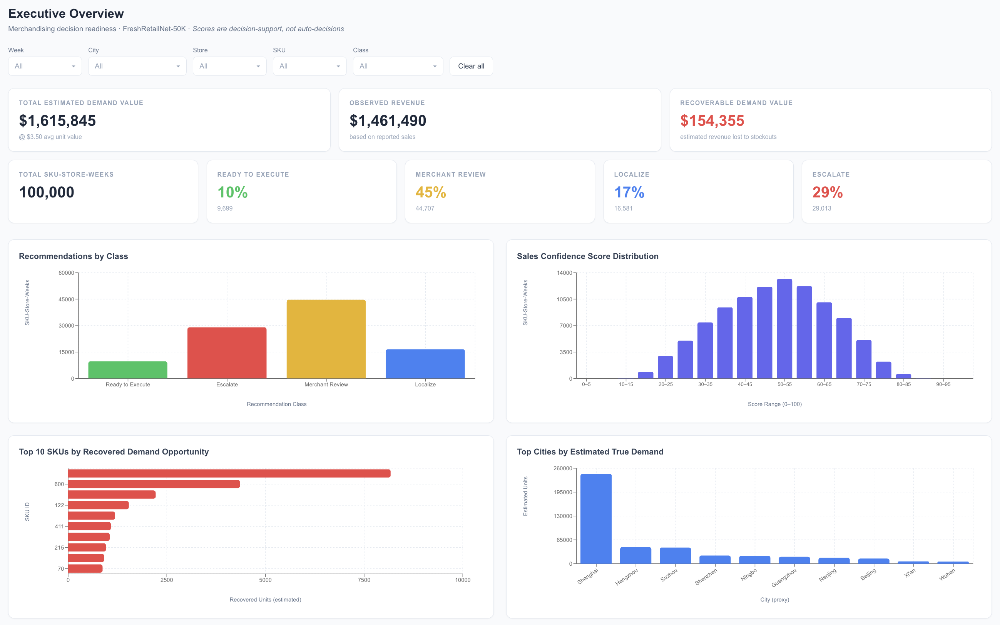 Executive Overview
Merchandising decision readiness · FreshRetailNet-50K · Scores are decision-support, not auto-decisions
Week City Store SKU Class
All All All All All Clear all
TOTAL ESTIMATED DEMAND VALUE
$1,615,845
@ $3.50 avg unit value
OBSERVED REVENUE
$1,461,490
based on reported sales
RECOVERABLE DEMAND VALUE
$154,355
estimated revenue lost to stockouts
TOTAL SKU-STORE-WEEKS
100,000
READY TO EXECUTE
10%
9,699
MERCHANT REVIEW
45%
44,707
LOCALIZE
17%
16,581
ESCALATE
29%
29,013
Recommendations by Class
SKU-Store-Weeks
60000
45000
30000
15000
0
Ready to Execute Escalate Merchant Review Localize
Recommendation Class
Sales Confidence Score Distribution
SKU-Store-Weeks
14000
10500
7000
3500
0
0–5 10–15 20–25 30–35 40–45 50–55 60–65 70–75 80–85 90–95
Score Range (0–100)
Top 10 SKUs by Recovered Demand Opportunity
SKU ID
600
122
411
215
70
0 2500 5000 7500 10000
Recovered Units (estimated)
Top Cities by Estimated True Demand
Estimated Units
260000
195000
130000
65000
0
Shanghai Hangzhou Suzhou Shenzhen Ningbo Guangzhou Nanjing Beijing Xi'an Wuhan
City (proxy)